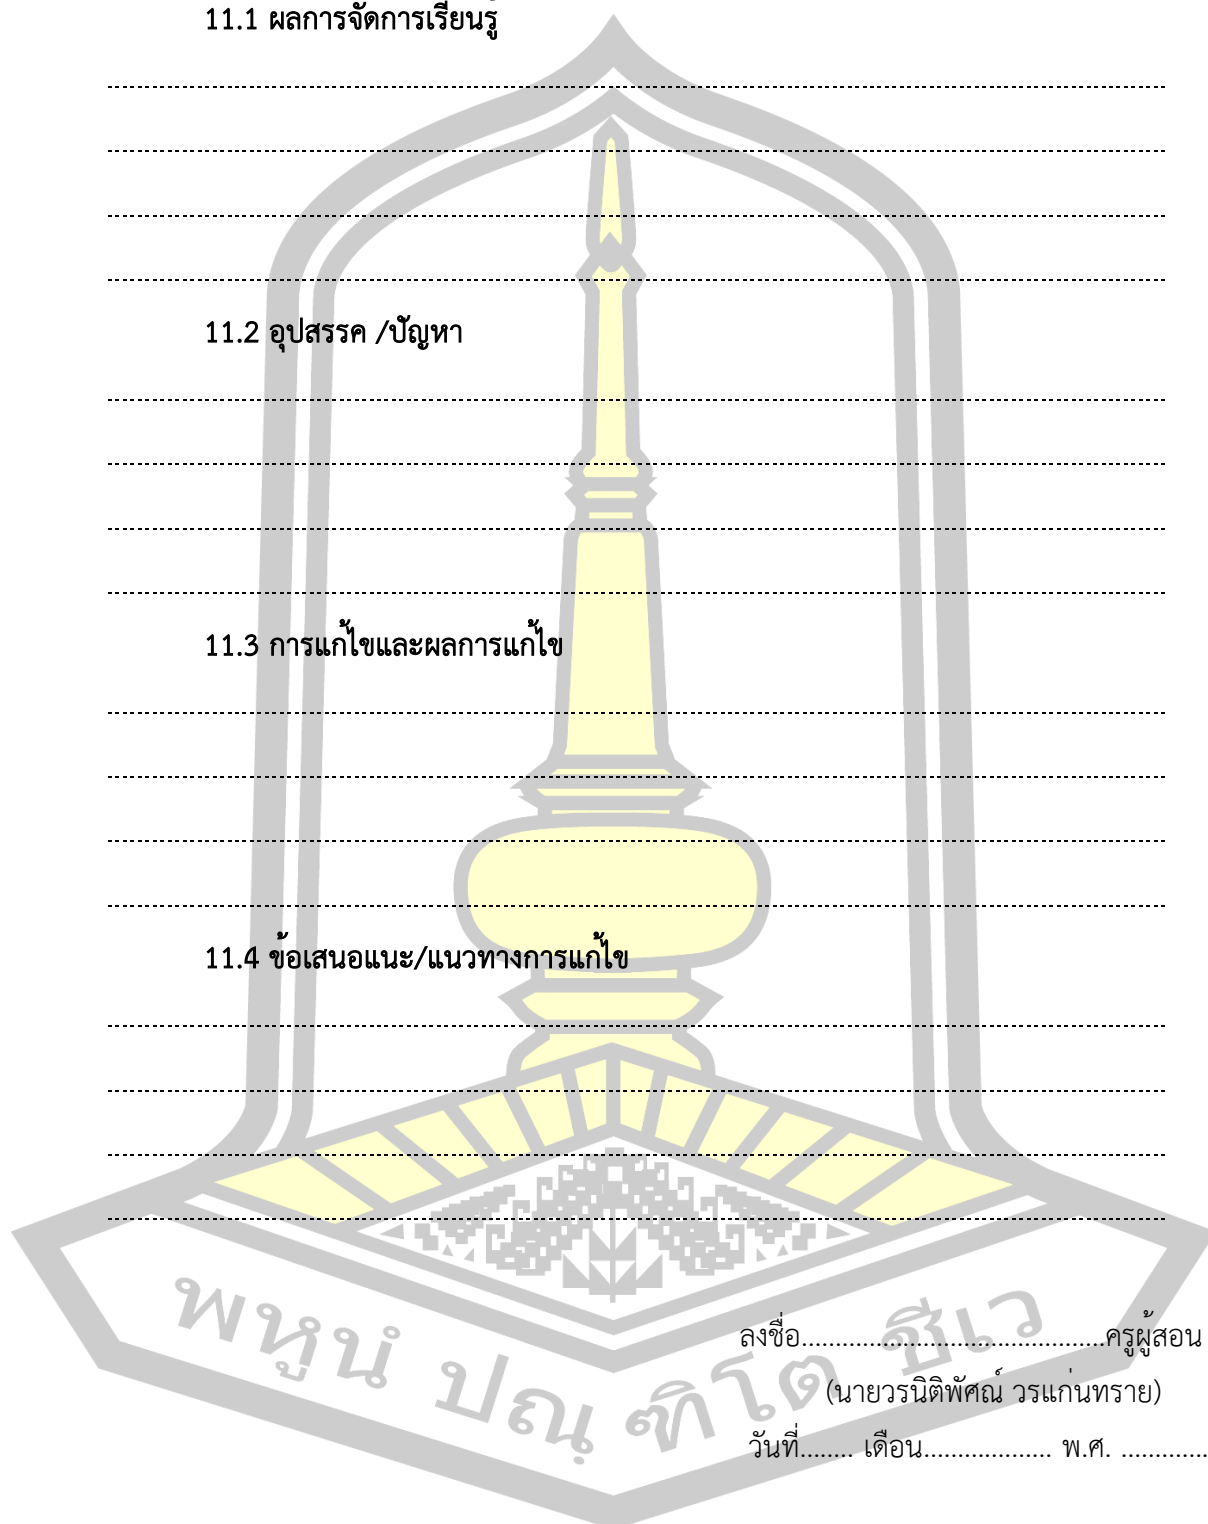 11.1 ผลการจัดการเรียนรู้
11.2 อุปสรรค /ปัญหา
11.3 การแก้ไขและผลการแก้ไข
11.4 ข้อเสนอแนะ/แนวทางการแก้ไข
ลงชื่อ.............................................ครูผู้สอน
(นายวรนิติพัศณ์ วรแก่นทราย)
วันที่........ เดือน................... พ.ศ. .............
พหูนํ ปณฺฑิโต ชีเว